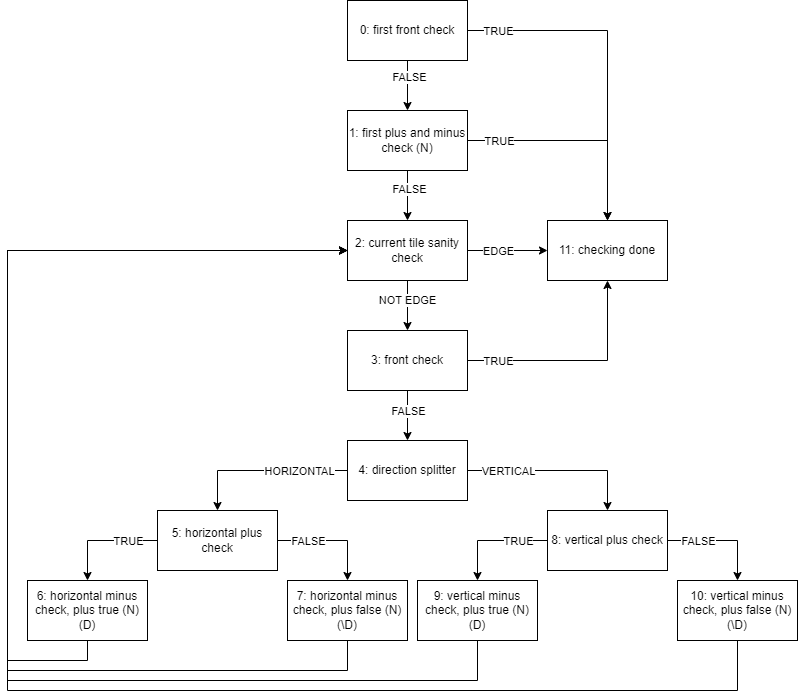 0: first front check
TRUE
FALSE
1: first plus and minus
check (N)
TRUE
FALSE
2: current tile sanity
check
EDGE
11: checking done
NOT EDGE
3: front check
TRUE
FALSE
HORIZONTAL
4: direction splitter
VERTICAL
5: horizontal plus
check
TRUE
FALSE
8: vertical plus check
TRUE
FALSE
6: horizontal minus
check, plus true (N)
(D)
7: horizontal minus
check, plus false (N)
(\D)
9: vertical minus
check, plus true (N)
(D)
10: vertical minus
check, plus false (N)
(\D)